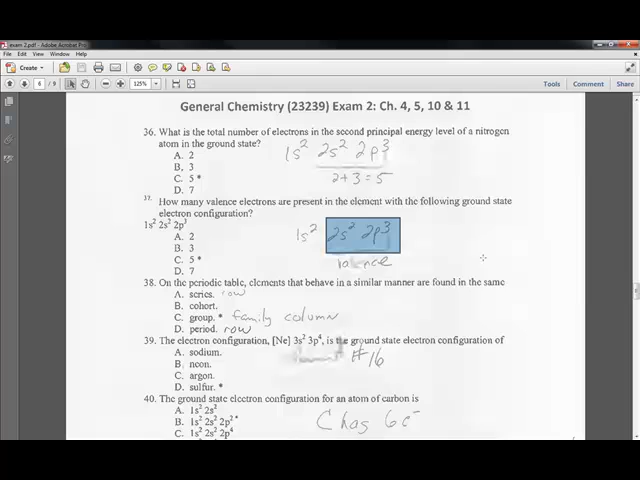 exam 2.pdf - Adobe Acrobat Pro
File Edit View Window Help
Create
6 / 9
125%
Tools Comment Share
General Chemistry (23239) Exam 2: Ch. 4, 5, 10 & 11
36. What is the total number of electrons in the second principal energy level of a nitrogen
atom in the ground state?
1s² 2s² 2p³
A. 2
B. 3
C. 5 *
2+3=5
D. 7
37. How many valence electrons are present in the element with the following ground state
electron configuration?
1s² 2s² 2p³
1s² 2s² 2p³
A. 2
B. 3
C. 5 *
valence
D. 7
38. On the periodic table, elements that behave in a similar manner are found in the same
A. series. row
B. cohort.
C. group. * family column
D. period. row
39. The electron configuration, [Ne] 3s² 3p⁴, is the ground state electron configuration of
A. sodium.
#16
B. neon.
C. argon.
D. sulfur. *
40. The ground state electron configuration for an atom of carbon is
A. 1s² 2s²
B. 1s² 2s² 2p² *
C has 6e⁻
C. 1s² 2s² 2p⁴